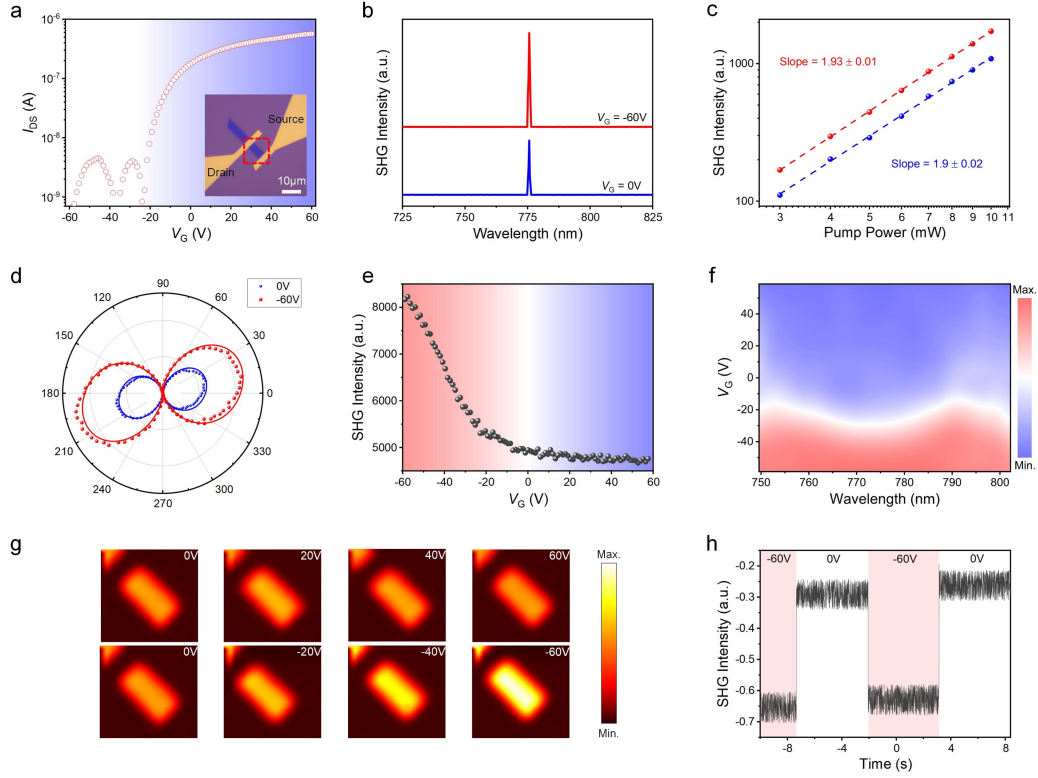 a
10⁻⁶
10⁻⁷
10⁻⁸
10⁻⁹
I_DS (A)
Source
Drain
10μm
-60 -40 -20 0 20 40 60
V_G (V)
b
SHG Intensity (a.u.)
V_G = -60V
V_G = 0V
725 750 775 800 825
Wavelength (nm)
c
SHG Intensity (a.u.)
1000
100
Slope = 1.93 ± 0.01
Slope = 1.9 ± 0.02
3 4 5 6 7 8 9 10 11
Pump Power (mW)
d
0V
-60V
90
120 60
150 30
180 0
210 330
240 300
270
e
SHG Intensity (a.u.)
8000
7000
6000
5000
-60 -40 -20 0 20 40 60
V_G (V)
f
V_G (V)
40
20
0
-20
-40
750 760 770 780 790 800
Wavelength (nm)
Max.
Min.
g
0V 20V 40V 60V
0V -20V -40V -60V
Max.
Min.
h
SHG Intensity (a.u.)
-0.2
-0.3
-0.4
-0.5
-0.6
-0.7
-60V 0V -60V 0V
-8 -4 0 4 8
Time (s)